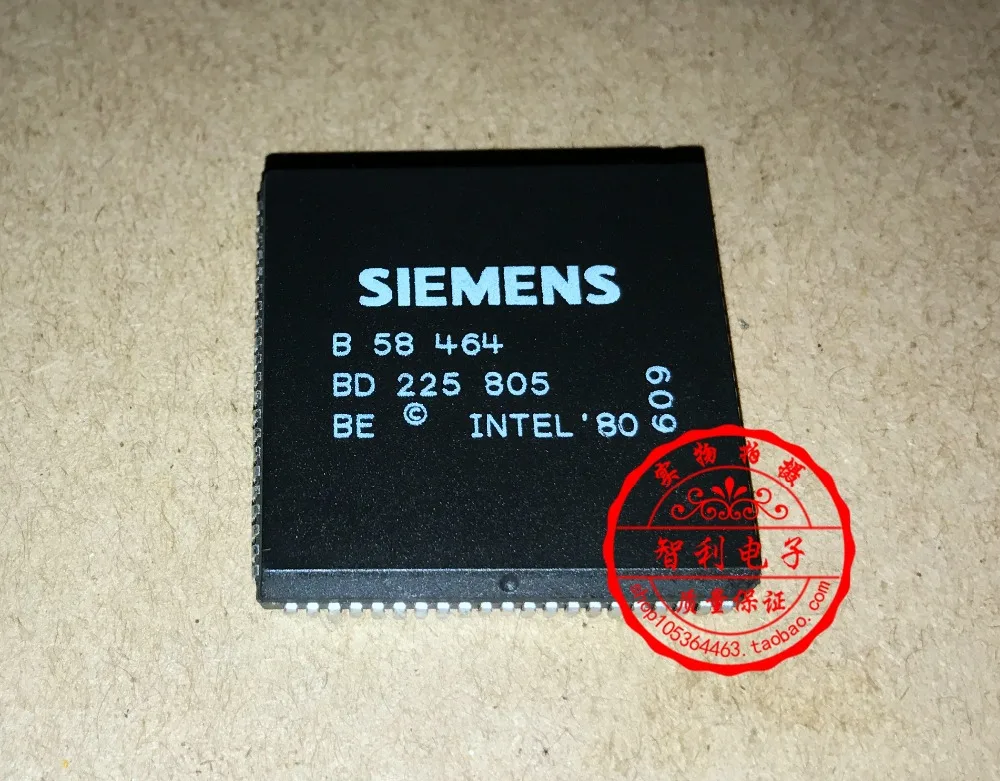 SIEMENS
B 58 464
BD 225 805
BE © INTEL '80
609
实物拍摄
智利电子
质量保证
shop105364463.taobao.com